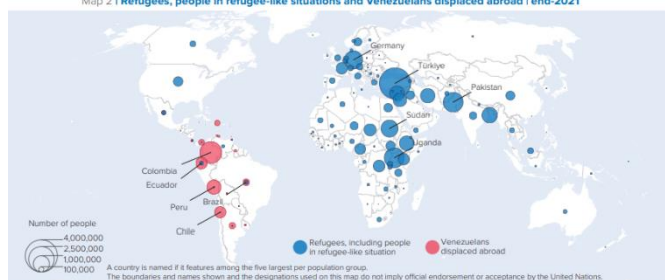 Map 2 | Refugees, people in refugee-like situations and Venezuelans displaced abroad | end-2021
Germany
Türkiye
Pakistan
Sudan
Uganda
Colombia
Ecuador
Peru
Brazil
Chile
Number of people
4,000,000
2,500,000
1,000,000
100,000
Refugees, including people
in refugee-like situation
Venezuelans
displaced abroad
A country is named if it features among the five largest per population group.
The boundaries and names shown and the designations used on this map do not imply official endorsement or acceptance by the United Nations.